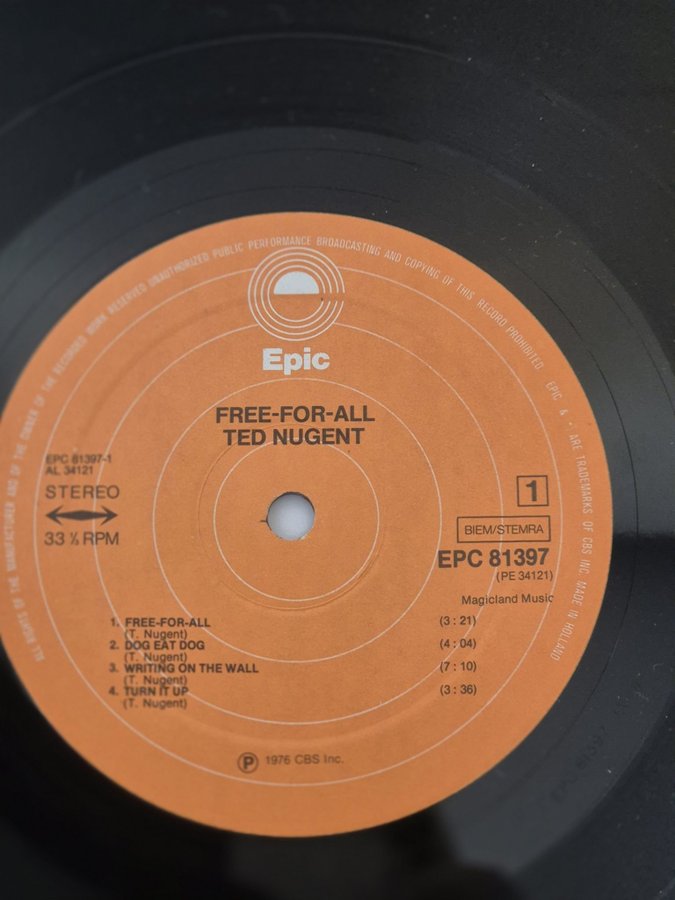 ALL RIGHTS OF THE MANUFACTURER AND OF THE OWNER OF THE RECORDED WORK RESERVED UNAUTHORIZED PUBLIC PERFORMANCE BROADCASTING AND COPYING OF THIS RECORD PROHIBITED. EPIC & ARE TRADEMARKS OF CBS INC MADE IN HOLLAND
Epic
FREE-FOR-ALL
TED NUGENT
EPC 81397-1
AL 34121
STEREO
33 ⅓ RPM
1
BIEM/STEMRA
EPC 81397
(PE 34121)
Magicland Music
1. FREE-FOR-ALL (3 : 21)
(T. Nugent)
2. DOG EAT DOG (4 : 04)
(T. Nugent)
3. WRITING ON THE WALL (7 : 10)
(T. Nugent)
4. TURN IT UP (3 : 36)
(T. Nugent)
Ⓟ 1976 CBS Inc.